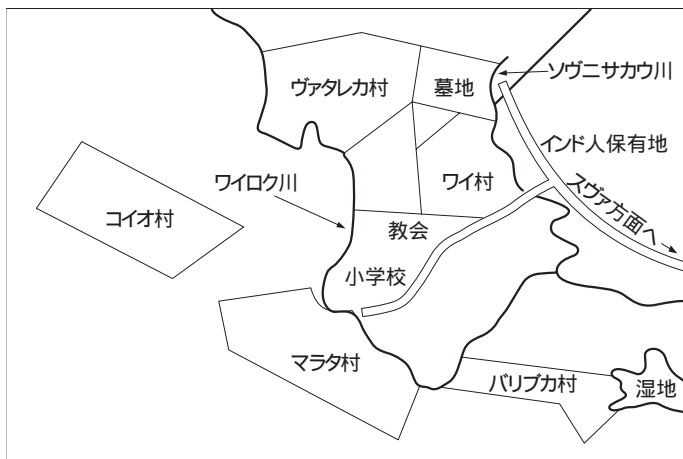 ソヴニサカウ川
ヴァタレカ村
墓地
インド人保有地
ワイロク川
ワイ村
スヴァ方面へ
コイオ村
教会
小学校
マラタ村
バリブカ村
湿地